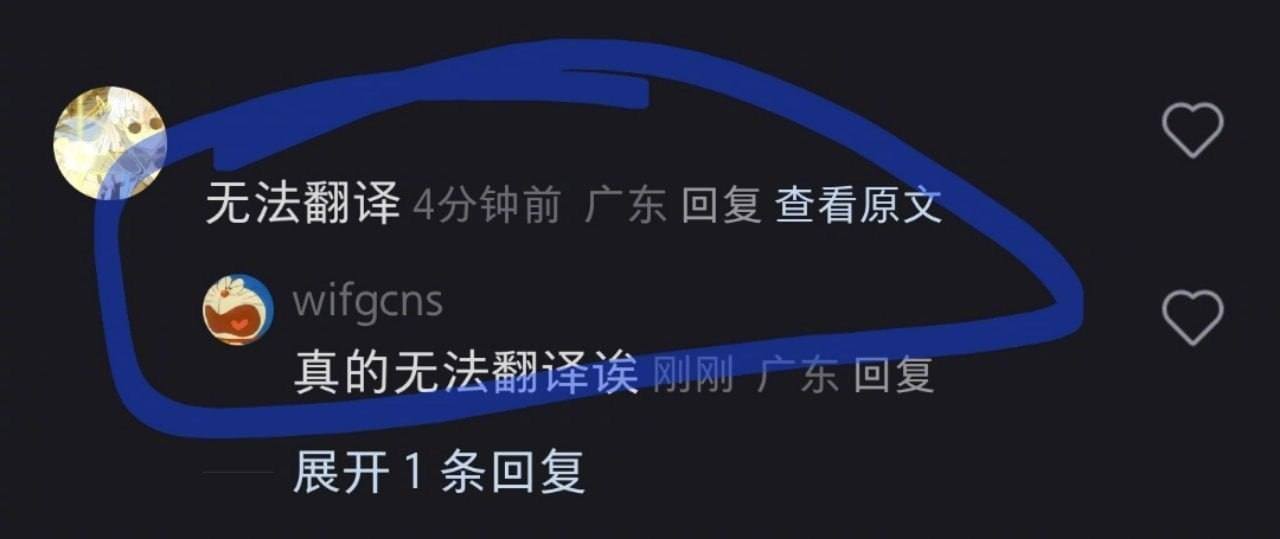 无法翻译 4分钟前 广东 回复 查看原文
wifgcns
真的无法翻译诶 刚刚 广东 回复
展开 1 条回复